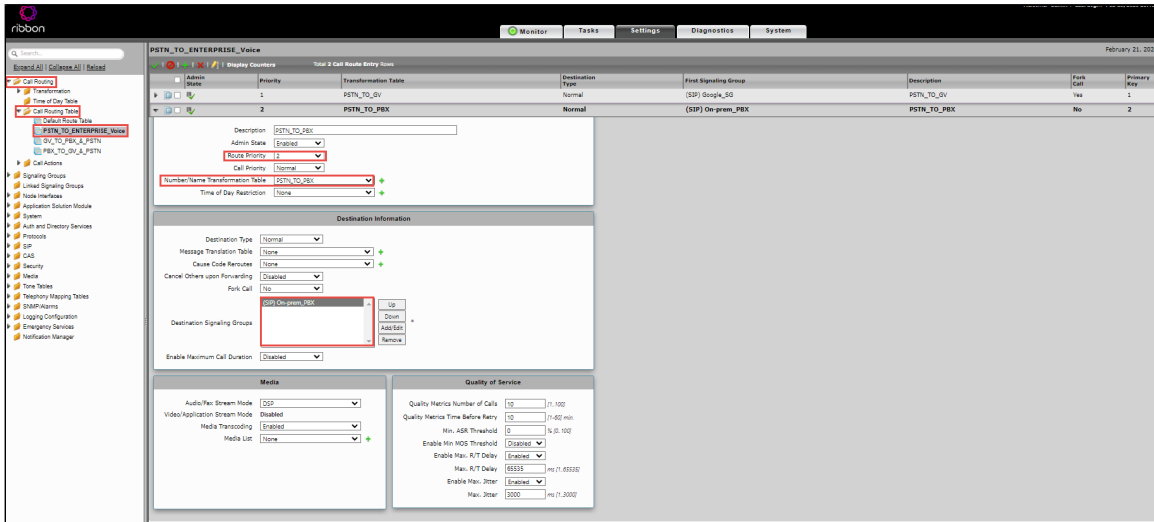 ribbon
Monitor Tasks Settings Diagnostics System
Search...
Expand All | Collapse All | Reload
Call Routing
Transformation
Time of Day Table
Call Routing Table
Default Route Table
PSTN_TO_ENTERPRISE_Voice
GV_TO_PBX_&_PSTN
PBX_TO_GV_&_PSTN
Call Actions
Signaling Groups
Linked Signaling Groups
Node Interfaces
Application Solution Module
System
Auth and Directory Services
Protocols
SIP
CAS
Security
Media
Tone Tables
Telephony Mapping Tables
SNMP/Alarms
Logging Configuration
Emergency Services
Notification Manager
PSTN_TO_ENTERPRISE_Voice February 21, 202
| Display Counters Total 2 Call Route Entry Rows
Admin State Priority Transformation Table Destination Type First Signaling Group Description Fork Call Primary Key
1 PSTN_TO_GV Normal (SIP) Google_SG PSTN_TO_GV Yes 1
2 PSTN_TO_PBX Normal (SIP) On-prem_PBX PSTN_TO_PBX No 2
Description PSTN_TO_PBX
Admin State Enabled
Route Priority 2
Call Priority Normal
Number/Name Transformation Table PSTN_TO_PBX
Time of Day Restriction None
Destination Information
Destination Type Normal
Message Translation Table None
Cause Code Reroutes None
Cancel Others upon Forwarding Disabled
Fork Call No
Destination Signaling Groups (SIP) On-prem_PBX
Up
Down
Add/Edit
Remove
*
Enable Maximum Call Duration Disabled
Media
Audio/Fax Stream Mode DSP
Video/Application Stream Mode Disabled
Media Transcoding Enabled
Media List None
Quality of Service
Quality Metrics Number of Calls 10 [1..100]
Quality Metrics Time Before Retry 10 [1-60] min.
Min. ASR Threshold 0 % [0..100]
Enable Min MOS Threshold Disabled
Enable Max. R/T Delay Enabled
Max. R/T Delay 65535 ms [1..65535]
Enable Max. Jitter Enabled
Max. Jitter 3000 ms [1..3000]